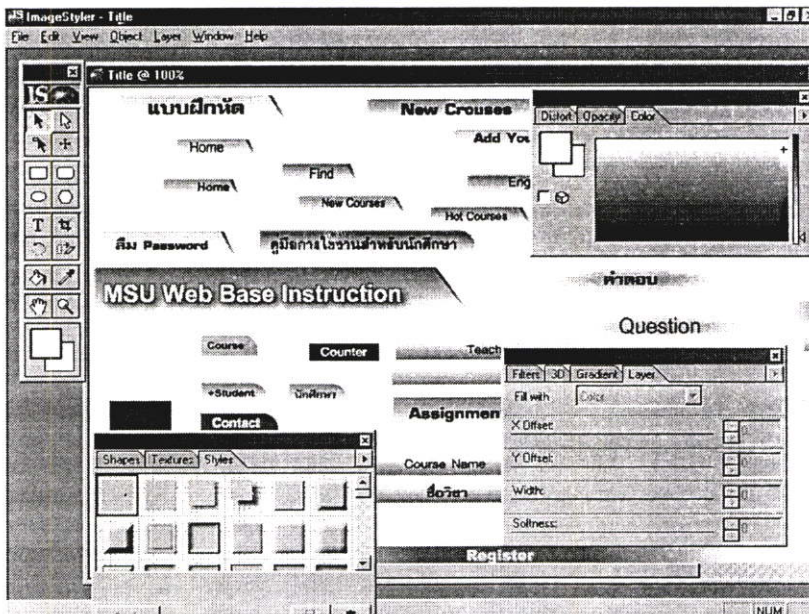 ImageStyler - Title
File Edit View Object Layer Window Help
Title @ 100%
แบบฝึกหัด
New Crouses
Distort Opacity Color
Add You
Home
Find
Eng
Home
New Courses
Hot Courses
ลืม Password
คู่มือการใช้งานสำหรับนักศึกษา
คำตอบ
MSU Web Base Instruction
Question
Course
Counter
Teach
Filters 3D Gradient Layer
+Student
นักศึกษา
Fill with Color
Contact
Assignmen
X Offset: 0
Shapes Textures Styles
Y Offset: 0
Course Name
Width: 0
ชื่อวิชา
Softness: 0
Register
NUM